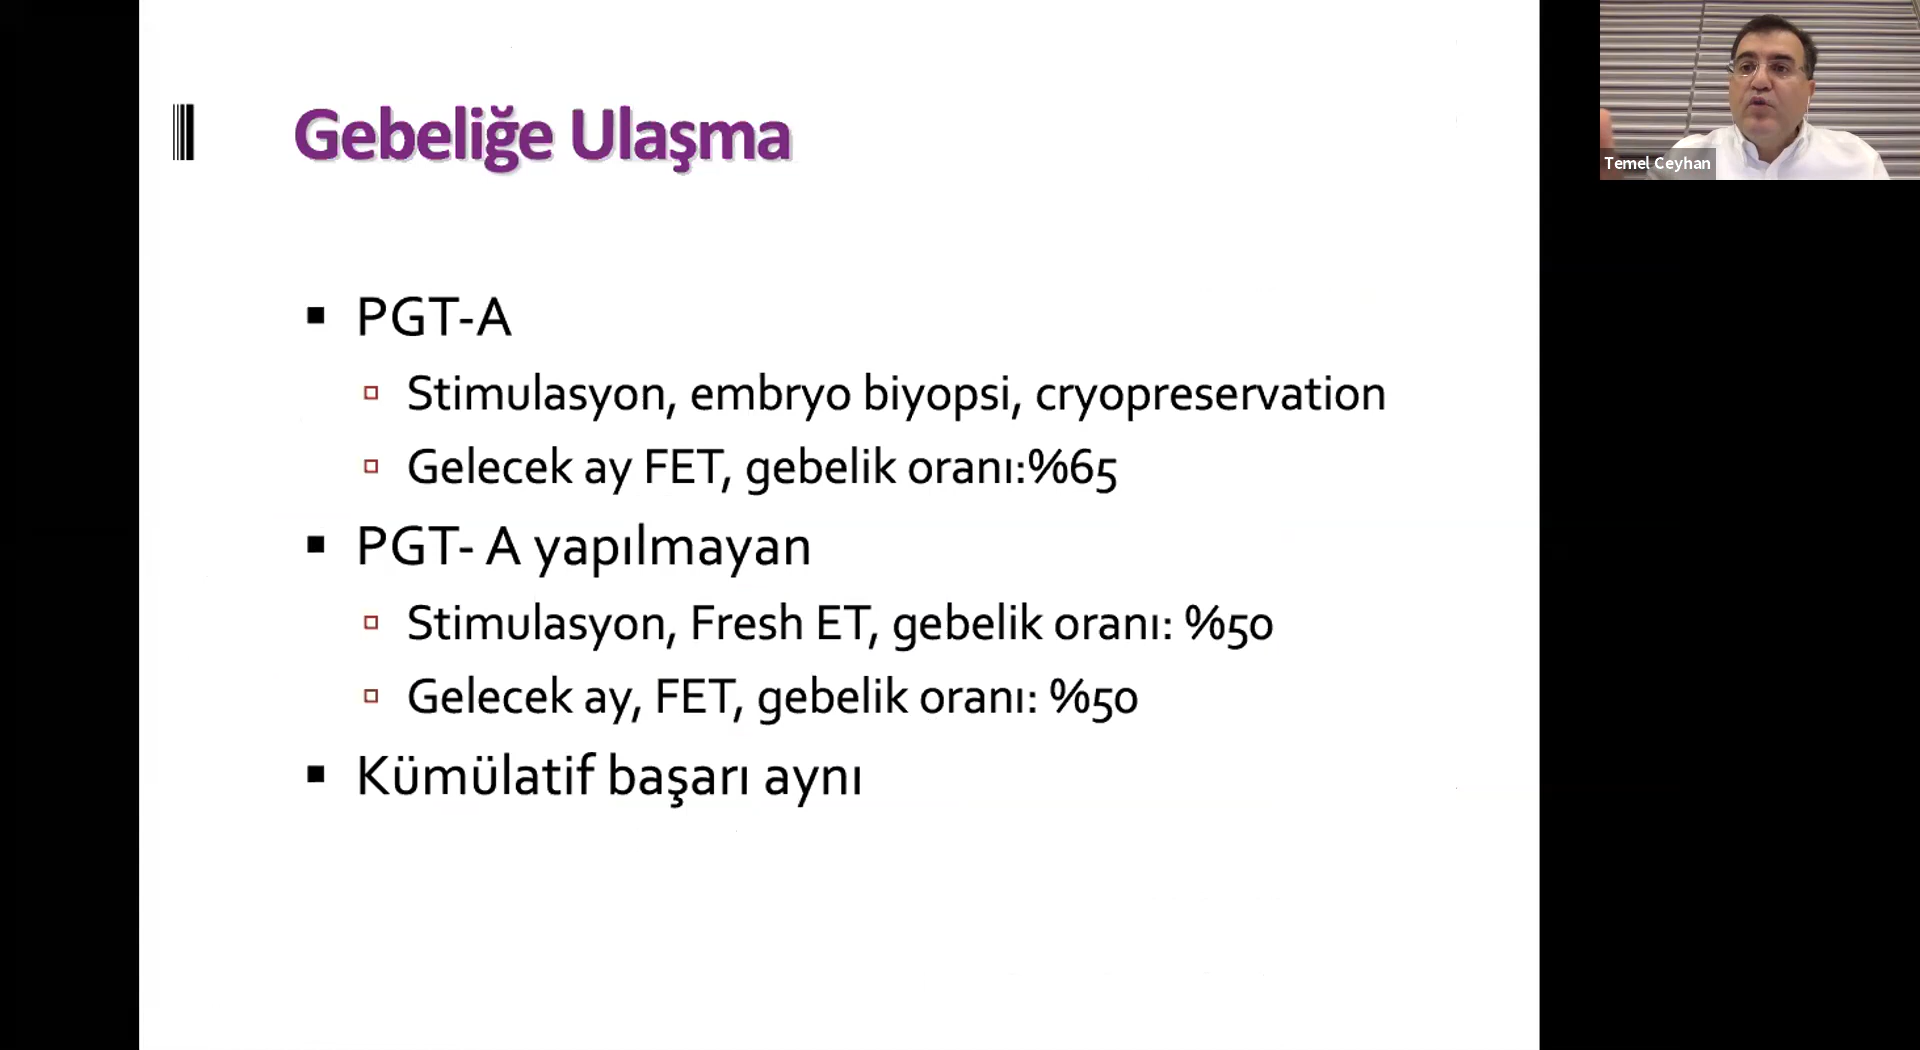 Gebeliğe Ulaşma
PGT-A
Stimulasyon, embryo biyopsi, cryopreservation
Gelecek ay FET, gebelik oranı:%65
PGT- A yapılmayan
Stimulasyon, Fresh ET, gebelik oranı: %50
Gelecek ay, FET, gebelik oranı: %50
Kümülatif başarı aynı
Temel Ceyhan